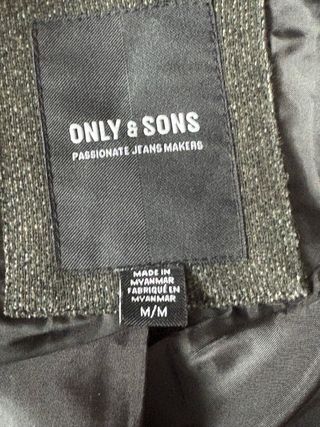 ONLY & SONS
PASSIONATE JEANS MAKERS
MADE IN
MYANMAR
FABRIQUÉ EN
MYANMAR
M/M